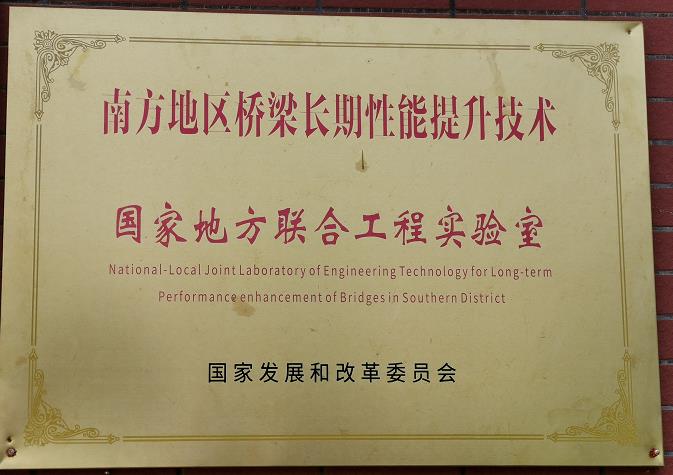 南方地区桥梁长期性能提升技术
国家地方联合工程实验室
National-Local Joint Laboratory of Engineering Technology for Long-term
Performance enhancement of Bridges in Southern District
国家发展和改革委员会